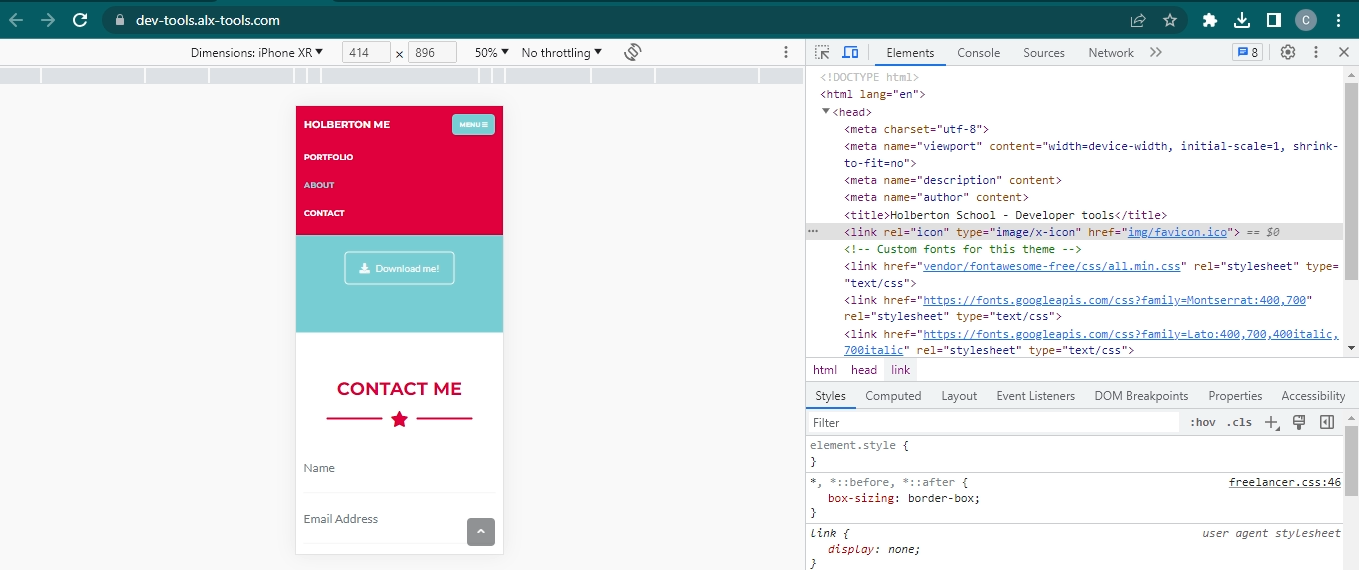 dev-tools.alx-tools.com
C
Dimensions: iPhone XR 414 × 896 50% No throttling
HOLBERTON ME MENU
PORTFOLIO
ABOUT
CONTACT
Download me!
CONTACT ME
Name
Email Address
Elements Console Sources Network 8
<!DOCTYPE html>
<html lang="en">
<head>
<meta charset="utf-8">
<meta name="viewport" content="width=device-width, initial-scale=1, shrink-
to-fit=no">
<meta name="description" content>
<meta name="author" content>
<title>Holberton School - Developer tools</title>
<link rel="icon" type="image/x-icon" href="img/favicon.ico"> == $0
<!-- Custom fonts for this theme -->
<link href="vendor/fontawesome-free/css/all.min.css" rel="stylesheet" type=
"text/css">
<link href="https://fonts.googleapis.com/css?family=Montserrat:400,700"
rel="stylesheet" type="text/css">
<link href="https://fonts.googleapis.com/css?family=Lato:400,700,400italic,
700italic" rel="stylesheet" type="text/css">
html head link
Styles Computed Layout Event Listeners DOM Breakpoints Properties Accessibility
Filter :hov .cls
element.style {
}
*, *::before, *::after { freelancer.css:46
box-sizing: border-box;
}
link { user agent stylesheet
display: none;
}